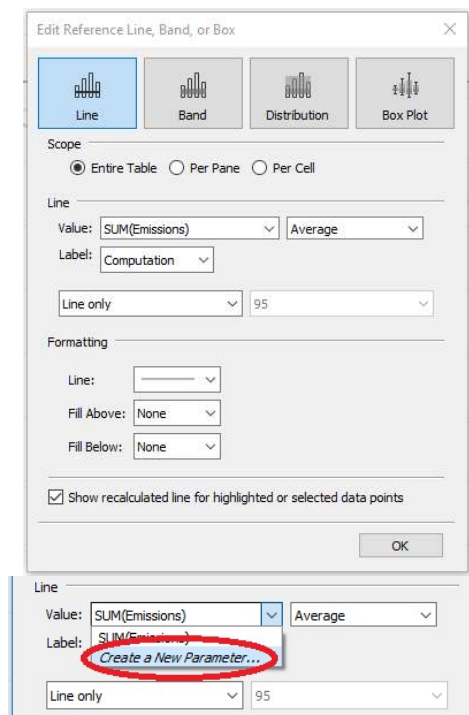 Edit Reference Line, Band, or Box
Line Band Distribution Box Plot
Scope
Entire Table Per Pane Per Cell
Line
Value: SUM(Emissions) Average
Label: Computation
Line only 95
Formatting
Line:
Fill Above: None
Fill Below: None
Show recalculated line for highlighted or selected data points
OK
Line
Value: SUM(Emissions) Average
Label: SUM(Emissions)
Create a New Parameter...
Line only 95